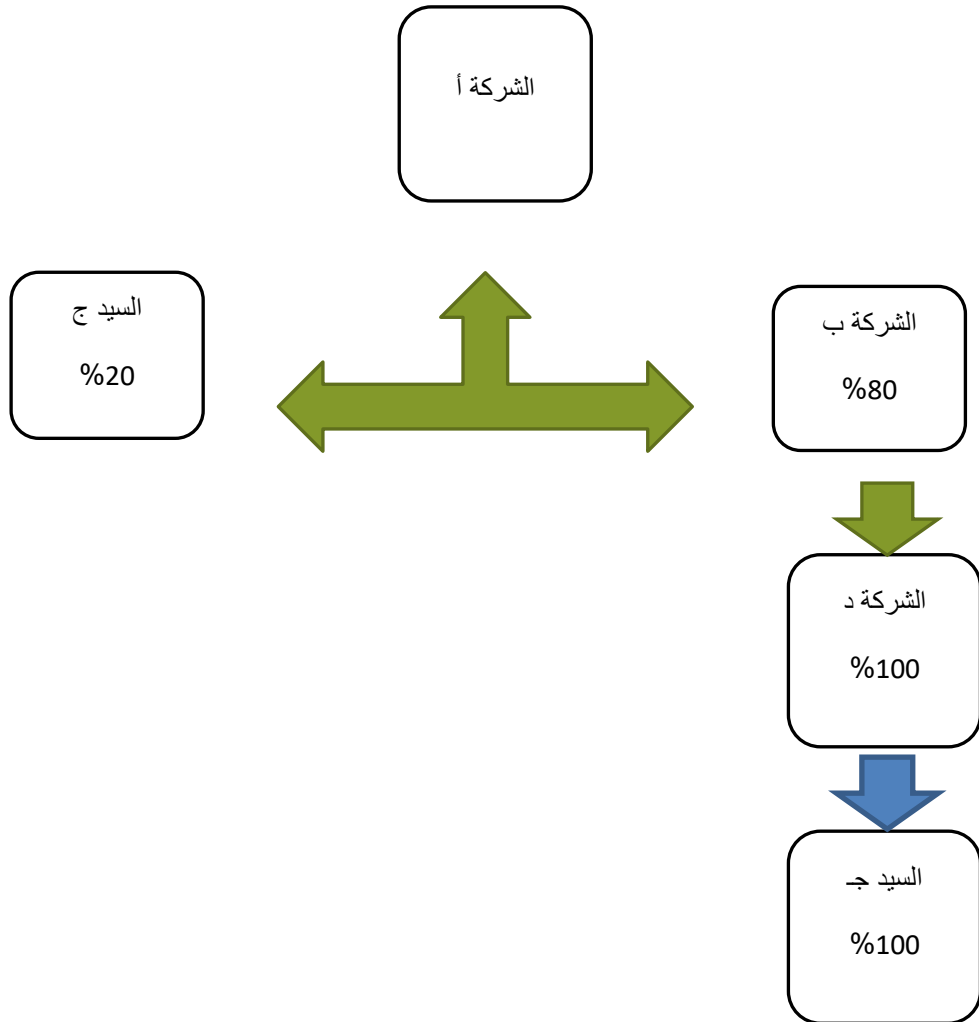 الشركة أ
السيد ج
%20
الشركة ب
%80
الشركة د
%100
السيد جـ
%100